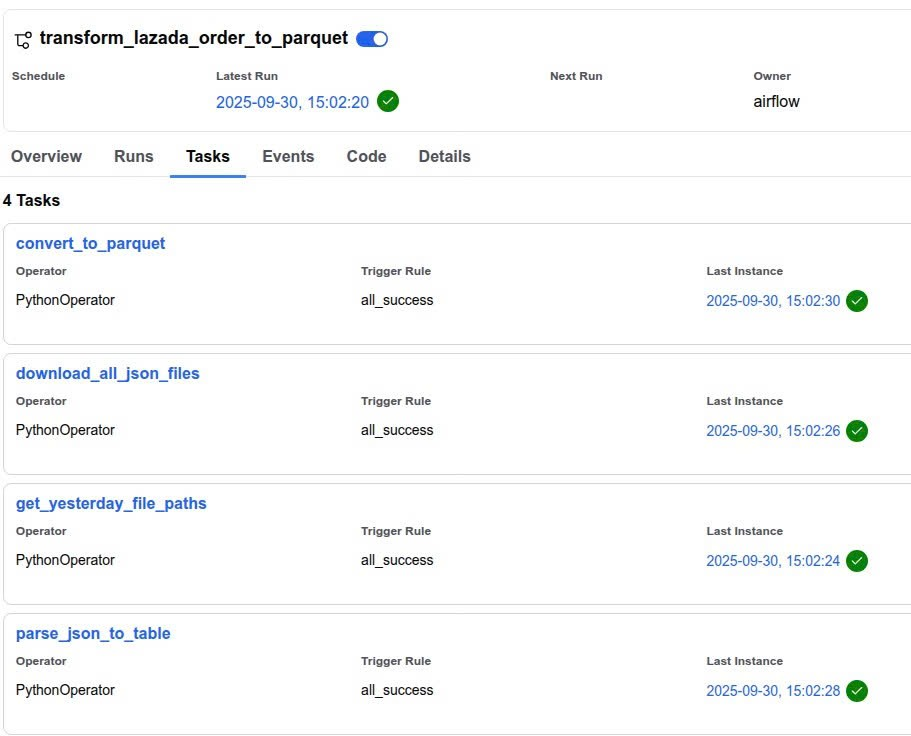 transform_lazada_order_to_parquet
Schedule Latest Run Next Run Owner
2025-09-30, 15:02:20 airflow
Overview Runs Tasks Events Code Details
4 Tasks
convert_to_parquet
Operator Trigger Rule Last Instance
PythonOperator all_success 2025-09-30, 15:02:30
download_all_json_files
Operator Trigger Rule Last Instance
PythonOperator all_success 2025-09-30, 15:02:26
get_yesterday_file_paths
Operator Trigger Rule Last Instance
PythonOperator all_success 2025-09-30, 15:02:24
parse_json_to_table
Operator Trigger Rule Last Instance
PythonOperator all_success 2025-09-30, 15:02:28